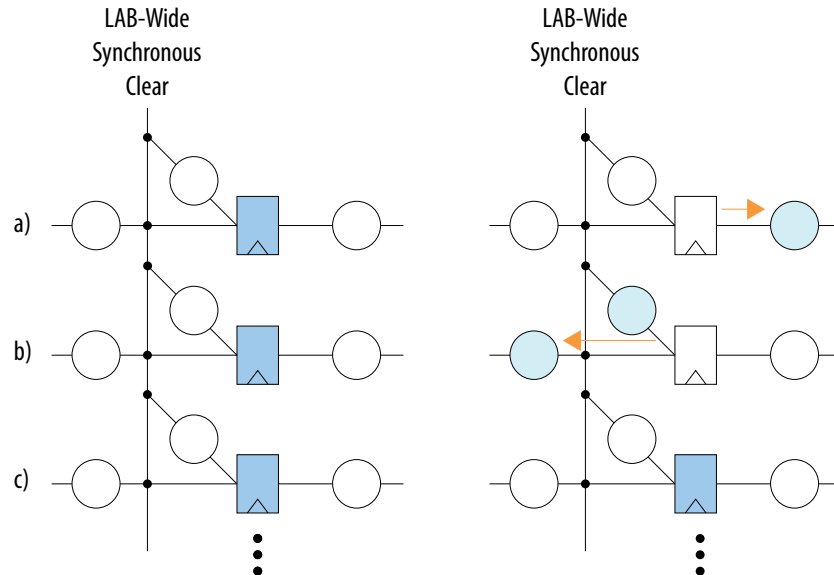 LAB-Wide
Synchronous
Clear
LAB-Wide
Synchronous
Clear
a)
b)
c)